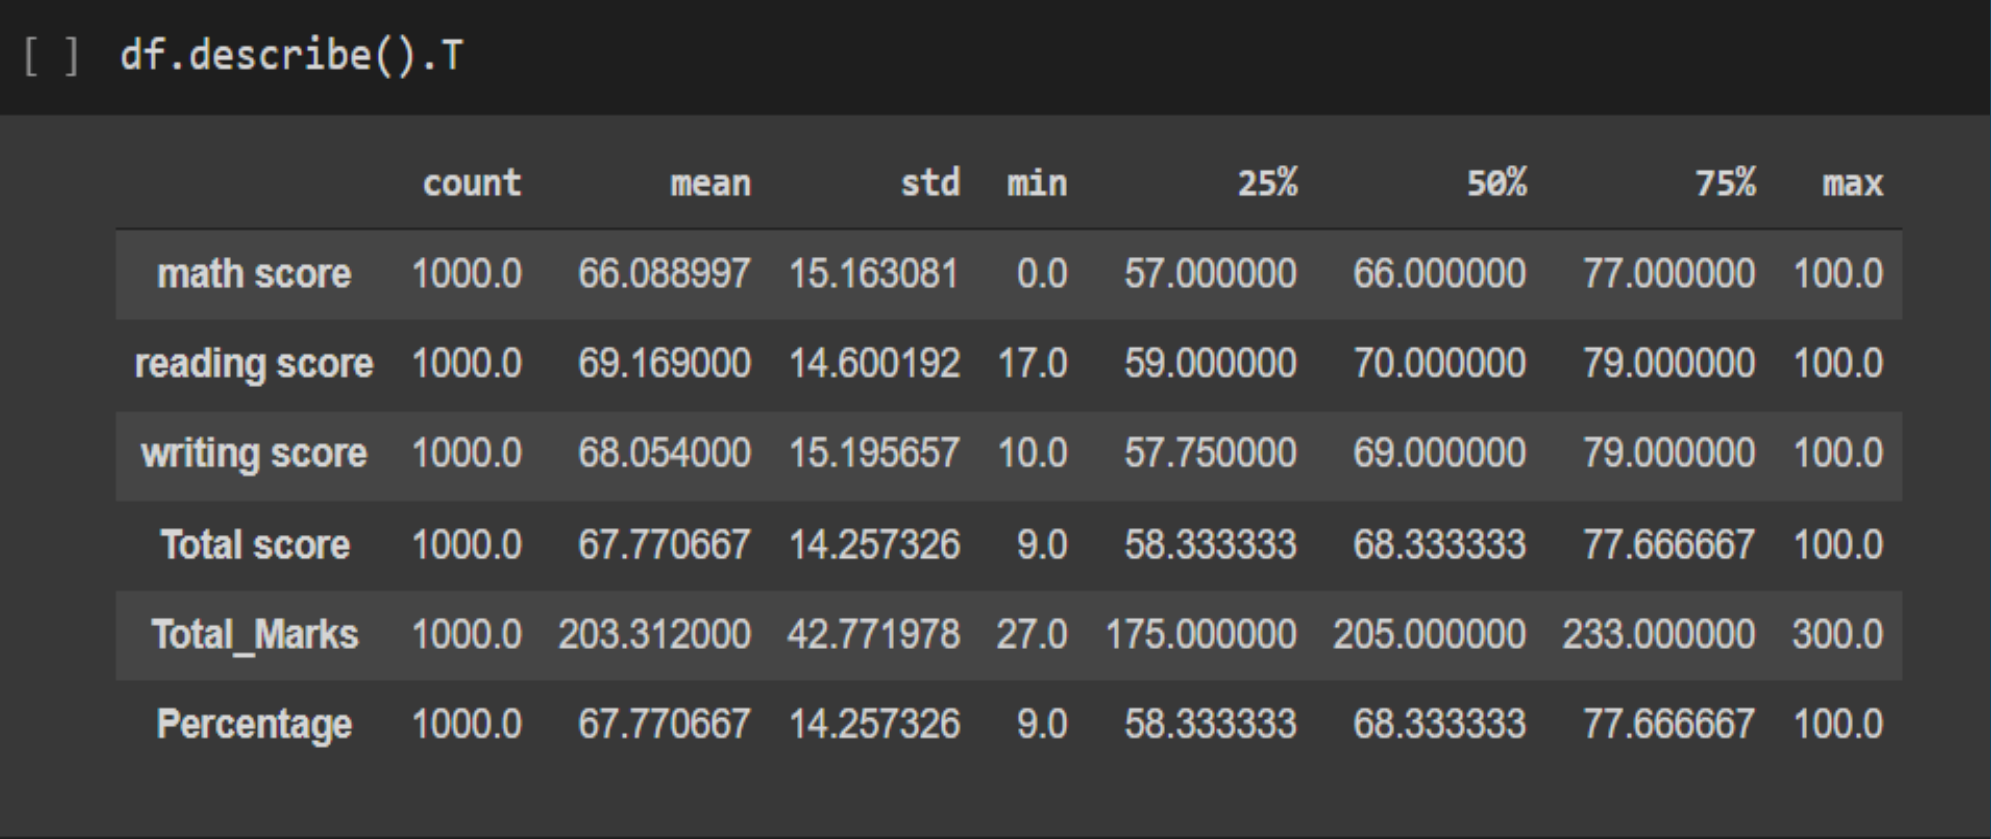 [ ] df.describe().T
count mean std min 25% 50% 75% max
math score 1000.0 66.088997 15.163081 0.0 57.000000 66.000000 77.000000 100.0
reading score 1000.0 69.169000 14.600192 17.0 59.000000 70.000000 79.000000 100.0
writing score 1000.0 68.054000 15.195657 10.0 57.750000 69.000000 79.000000 100.0
Total score 1000.0 67.770667 14.257326 9.0 58.333333 68.333333 77.666667 100.0
Total_Marks 1000.0 203.312000 42.771978 27.0 175.000000 205.000000 233.000000 300.0
Percentage 1000.0 67.770667 14.257326 9.0 58.333333 68.333333 77.666667 100.0